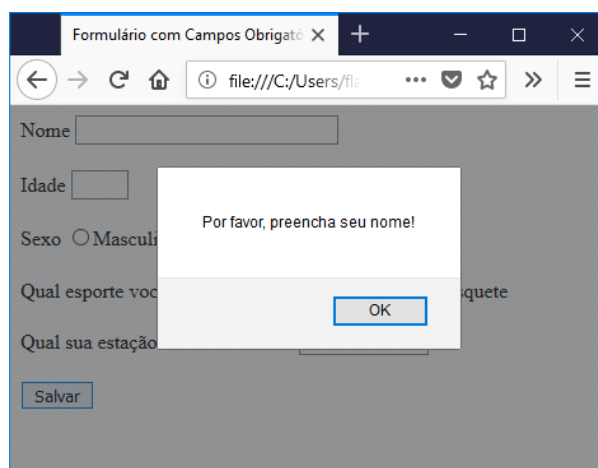 Formulário com Campos Obrigató
file:///C:/Users/fla
Nome
Idade
Sexo Masculi
Qual esporte voc squete
Qual sua estação
Salvar
Por favor, preencha seu nome!
OK